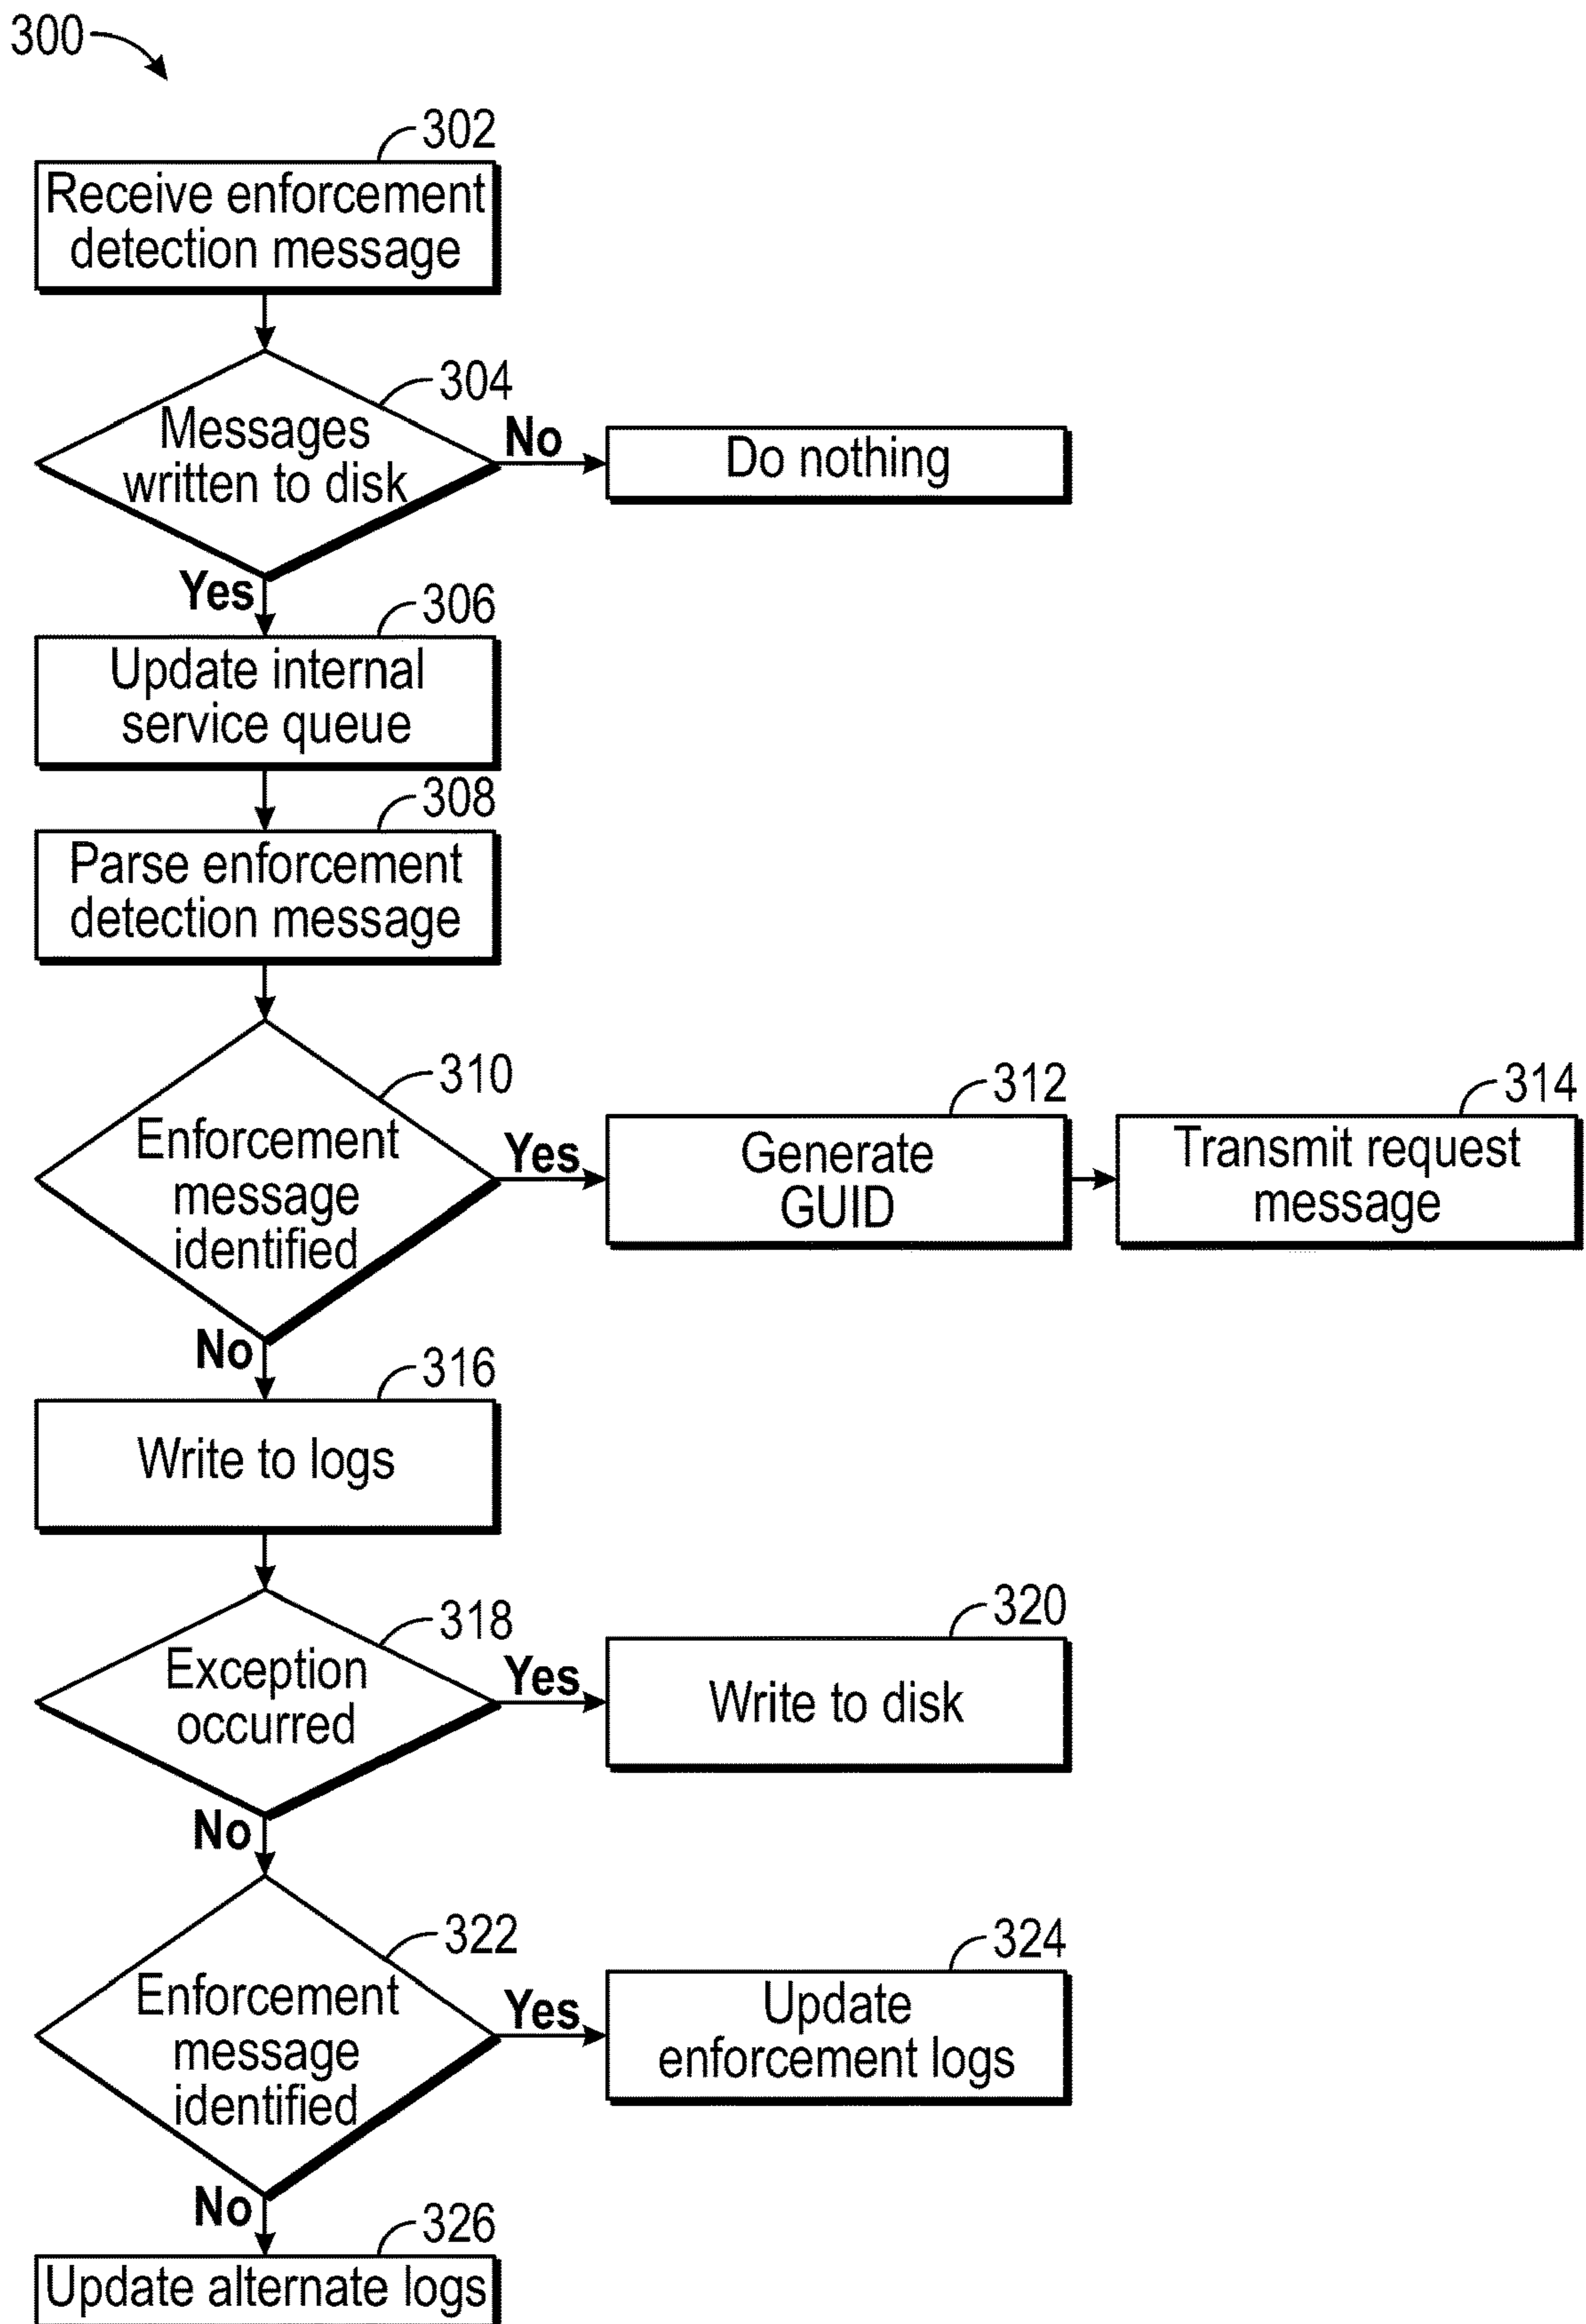 300
302
Receive enforcement
detection message
304
Messages
written to disk
No
Do nothing
Yes
306
Update internal
service queue
308
Parse enforcement
detection message
310
Enforcement
message
identified
Yes
312
Generate
GUID
314
Transmit request
message
No
316
Write to logs
318
Exception
occurred
Yes
320
Write to disk
No
322
Enforcement
message
identified
Yes
324
Update
enforcement logs
No
326
Update alternate logs